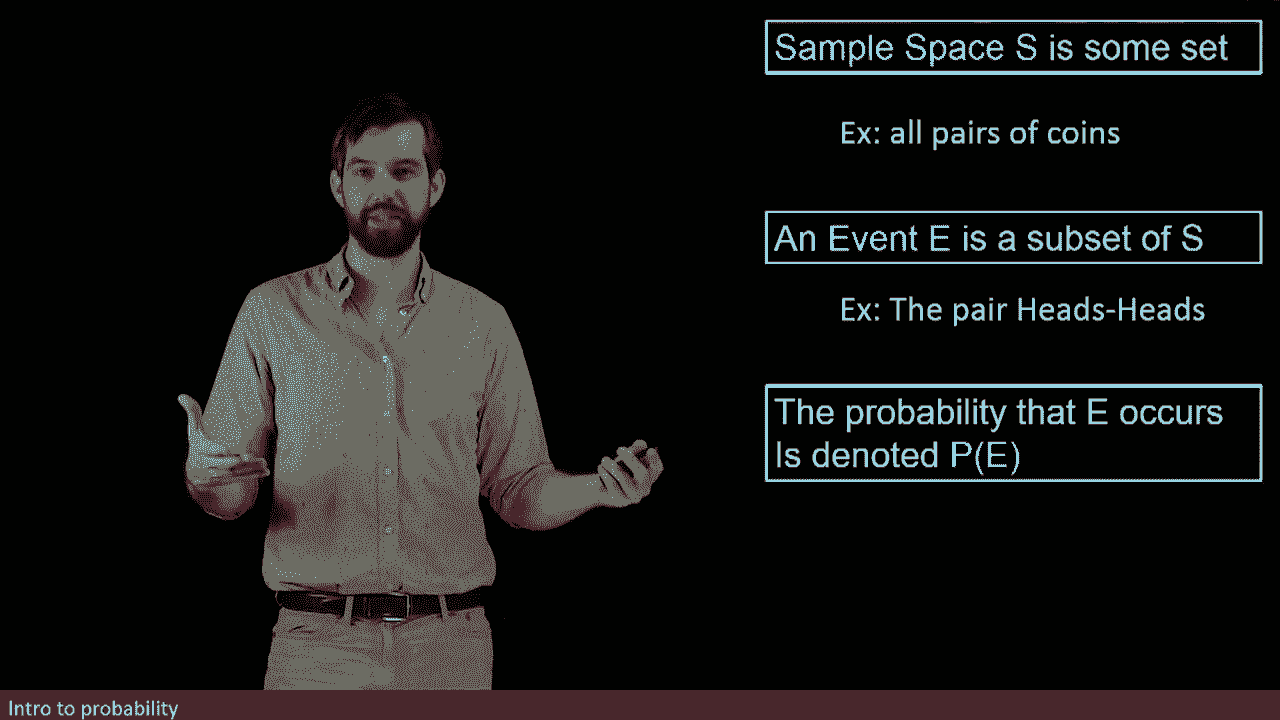 Sample Space S is some set
Ex: all pairs of coins
An Event E is a subset of S
Ex: The pair Heads-Heads
The probability that E occurs
Is denoted P(E)
Intro to probability